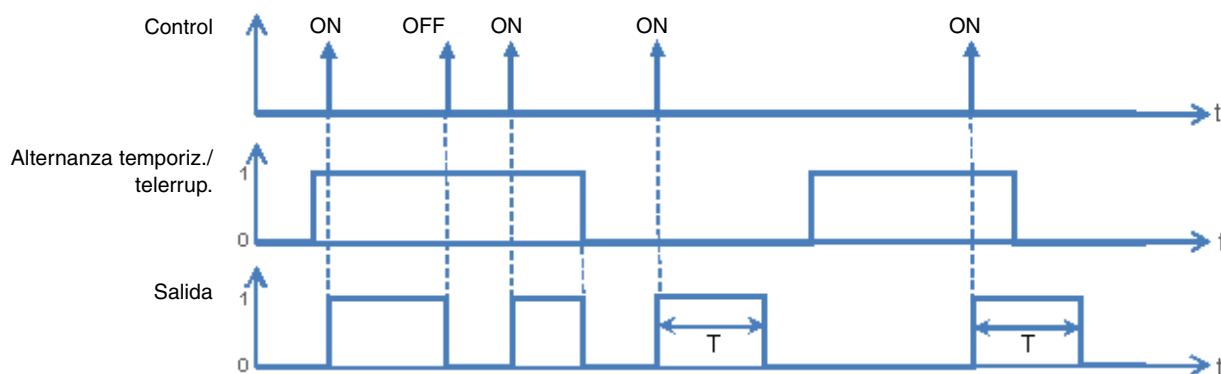 Control
ON OFF ON ON ON
t
Alternanza temporiz./
telerrup.
1
0
t
Salida
1
T T
0
t